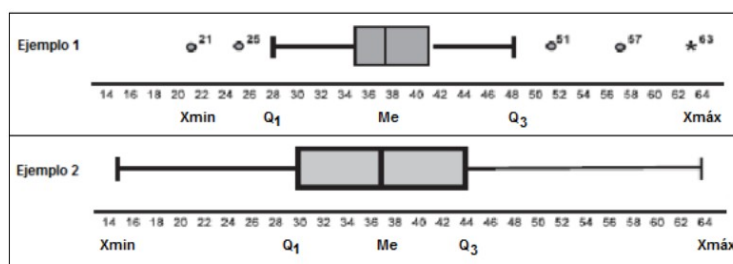 21 25 51 57 63
Ejemplo 1
14 16 18 20 22 24 26 28 30 32 34 36 38 40 42 44 46 48 50 52 54 56 58 60 62 64
Xmin Q1 Me Q3 Xmáx
Ejemplo 2
14 16 18 20 22 24 26 28 30 32 34 36 38 40 42 44 46 48 50 52 54 56 58 60 62 64
Xmin Q1 Me Q3 Xmáx